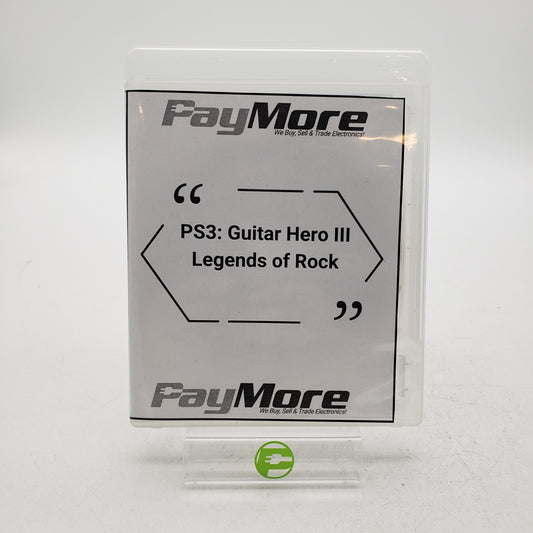 PayMore
We Buy, Sell & Trade Electronics!
“
PS3: Guitar Hero III
Legends of Rock
”
PayMore
We Buy, Sell & Trade Electronics!